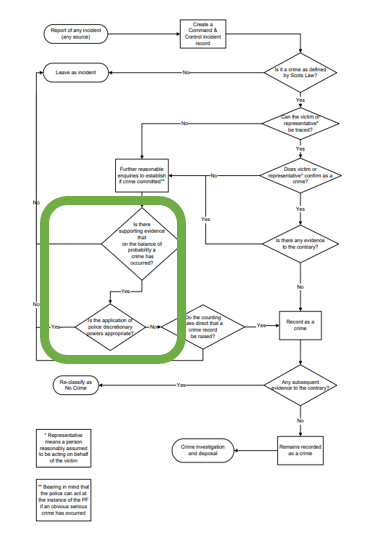 Report of any incident
(any source)
Create a
Command &
Control incident
record
Is it a crime as defined
by Scots Law?
No
Leave as incident
Yes
Can the victim or
representative*
be traced?
No
Yes
Further reasonable
enquiries to establish
if crime committed**
Does victim or
representative* confirm as a
crime?
No
Yes
Yes
No
Is there
supporting evidence
that
on the balance of
probability a
crime has
occurred?
Is there any evidence
to the contrary?
Yes
No
No
Is the application of
police discretionary
powers appropriate?
Yes
No
Do the counting
rules direct that a
crime record
be raised?
Yes
Record as a
crime
Re-classify as
No Crime
Yes
Any subsequent
evidence to the contrary?
No
* Representative
means a person
reasonably assumed
to be acting on behalf
of the victim
Crime investigation
and disposal
Remains recorded
as a crime
** Bearing in mind that
the police can act at
the instance of the PF
if an obvious serious
crime has occurred